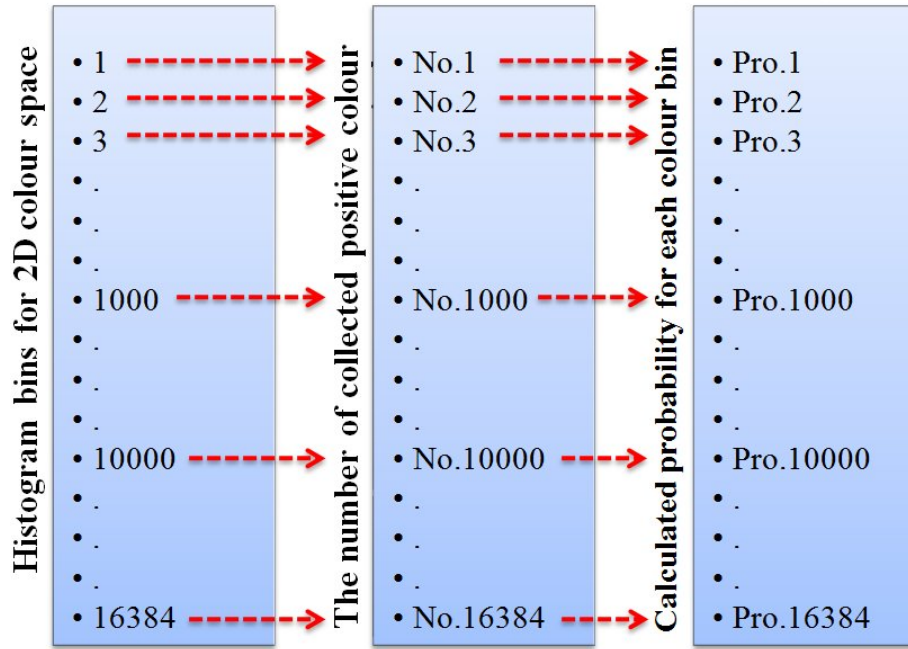 Histogram bins for 2D colour space
• 1
• 2
• 3
• .
• .
• .
• 1000
• .
• .
• .
• 10000
• .
• .
• .
• 16384
The number of collected positive colour
• No.1
• No.2
• No.3
• .
• .
• .
• No.1000
• .
• .
• .
• No.10000
• .
• .
• .
• No.16384
Calculated probability for each colour bin
• Pro.1
• Pro.2
• Pro.3
• .
• .
• .
• Pro.1000
• .
• .
• .
• Pro.10000
• .
• .
• .
• Pro.16384